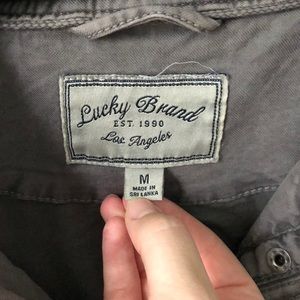 Lucky Brand
EST. 1990
Los Angeles
M
MADE IN
SRI LANKA